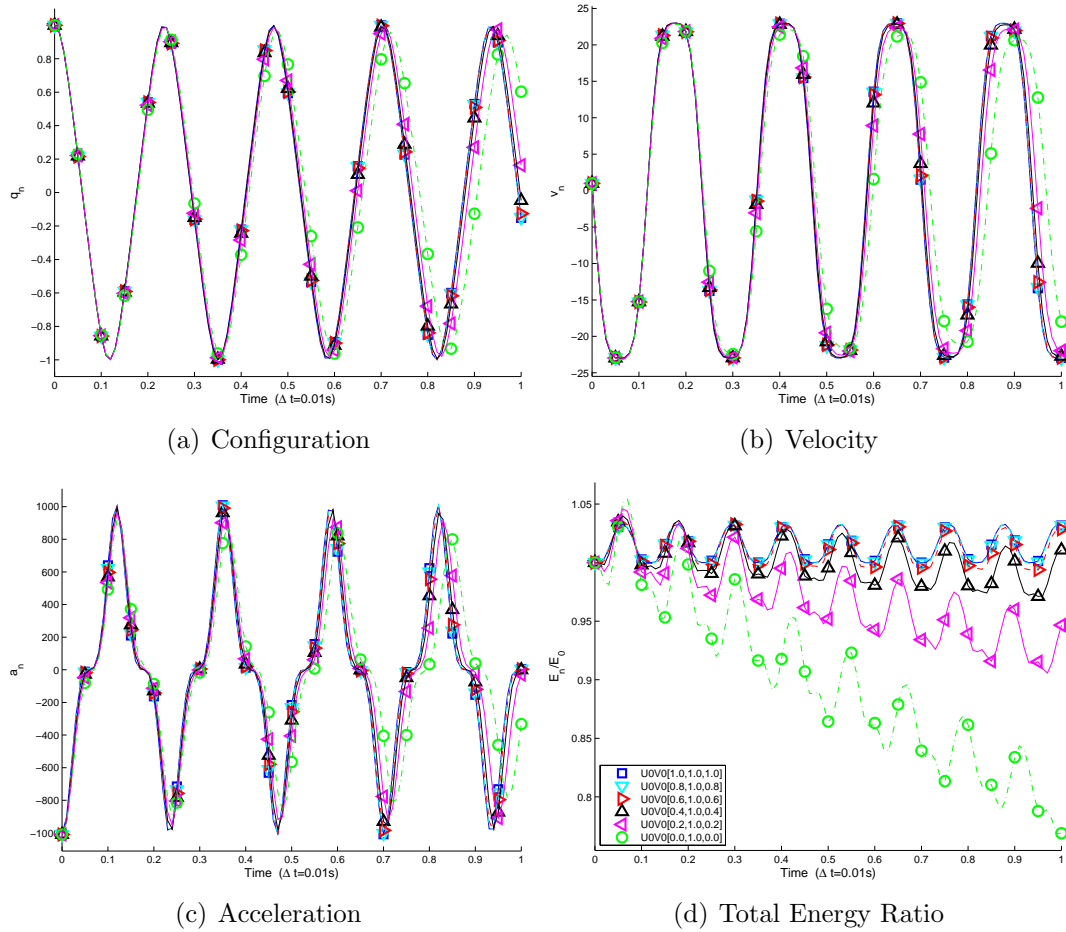 1
0.8
0.6
0.4
0.2
0
-0.2
-0.4
-0.6
-0.8
-1
q_n
0 0.1 0.2 0.3 0.4 0.5 0.6 0.7 0.8 0.9 1
Time (Δ t=0.01s)
(a) Configuration
25
20
15
10
5
0
−5
−10
−15
−20
−25
v_n
0 0.1 0.2 0.3 0.4 0.5 0.6 0.7 0.8 0.9 1
Time (Δ t=0.01s)
(b) Velocity
1000
800
600
400
200
0
-200
-400
-600
-800
-1000
a_n
0 0.1 0.2 0.3 0.4 0.5 0.6 0.7 0.8 0.9 1
Time (Δ t=0.01s)
(c) Acceleration
1.05
1
0.95
0.9
0.85
0.8
E_n/E_0
U0V0[1.0,1.0,1.0]
U0V0[0.8,1.0,0.8]
U0V0[0.6,1.0,0.6]
U0V0[0.4,1.0,0.4]
U0V0[0.2,1.0,0.2]
U0V0[0.0,1.0,0.0]
0 0.1 0.2 0.3 0.4 0.5 0.6 0.7 0.8 0.9 1
Time (Δ t=0.01s)
(d) Total Energy Ratio